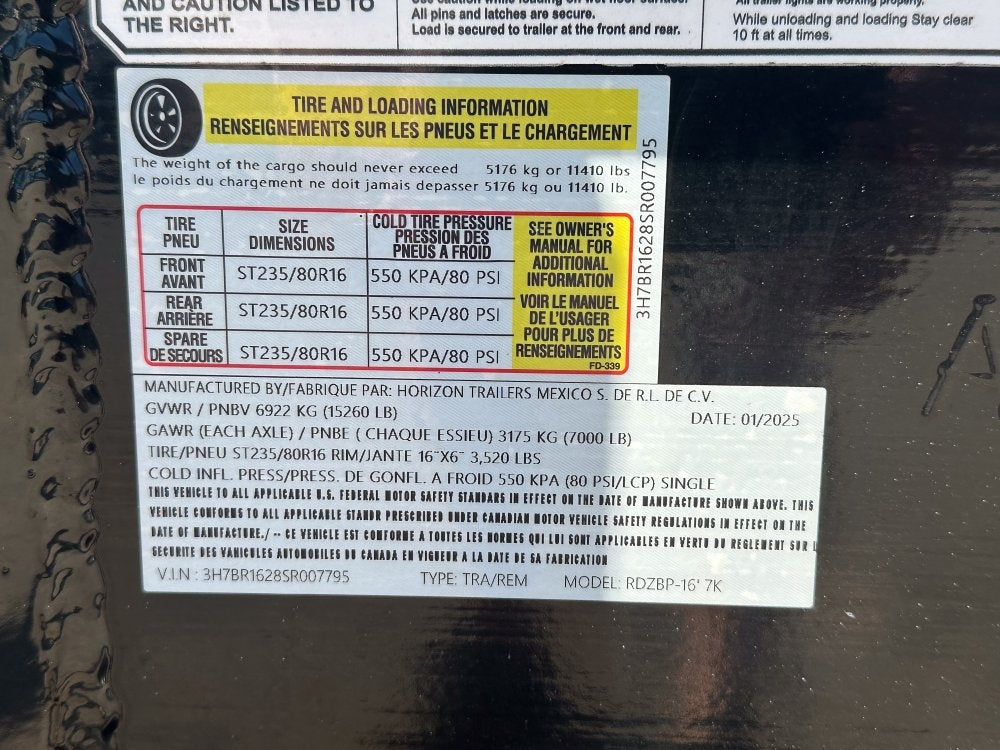 AND CAUTION LISTED TO
THE RIGHT.
All pins and latches are secure.
Load is secured to trailer at the front and rear.
All trailer lights are working properly.
While unloading and loading Stay clear
10 ft at all times.
TIRE AND LOADING INFORMATION
RENSEIGNEMENTS SUR LES PNEUS ET LE CHARGEMENT
The weight of the cargo should never exceed 5176 kg or 11410 lbs
le poids du chargement ne doit jamais depasser 5176 kg ou 11410 lb.
3H7BR1628SR007795
TIRE
PNEU
SIZE
DIMENSIONS
COLD TIRE PRESSURE
PRESSION DES
PNEUS A FROID
FRONT
AVANT
ST235/80R16
550 KPA/80 PSI
REAR
ARRIÈRE
ST235/80R16
550 KPA/80 PSI
SPARE
DE SECOURS
ST235/80R16
550 KPA/80 PSI
SEE OWNER'S
MANUAL FOR
ADDITIONAL
INFORMATION
VOIR LE MANUEL
DE L'USAGER
POUR PLUS DE
RENSEIGNEMENTS
FD-339
MANUFACTURED BY/FABRIQUE PAR: HORIZON TRAILERS MEXICO S. DE R.L. DE C.V.
GVWR / PNBV 6922 KG (15260 LB)
DATE: 01/2025
GAWR (EACH AXLE) / PNBE ( CHAQUE ESSIEU) 3175 KG (7000 LB)
TIRE/PNEU ST235/80R16 RIM/JANTE 16"X6" 3,520 LBS
COLD INFL. PRESS/PRESS. DE GONFL. A FROID 550 KPA (80 PSI/LCP) SINGLE
THIS VEHICLE TO ALL APPLICABLE U.S. FEDERAL MOTOR SAFETY STANDARS IN EFFECT ON THE DATE OF MANUFACTURE SHOWN ABOVE. THIS
VEHICLE CONFORMS TO ALL APPLICABLE STANDR PRESCRIBED UNDER CANADIAN MOTOR VEHICLE SAFETY REGULATIONS IN EFFECT ON THE
DATE OF MANUFACTURE./ -- CE VEHICLE EST CONFORME A TOUTES LES NORMES QUI LUI SONT APPLICABLES EN VERTU DU REGLEMENT SUR L
SECURITE DES VAHICULES AUTOMOBILES DU CANADA EN VIGUEUR A LA DATE DE SA FABRICATION
V.I.N : 3H7BR1628SR007795
TYPE: TRA/REM
MODEL: RDZBP-16' 7K